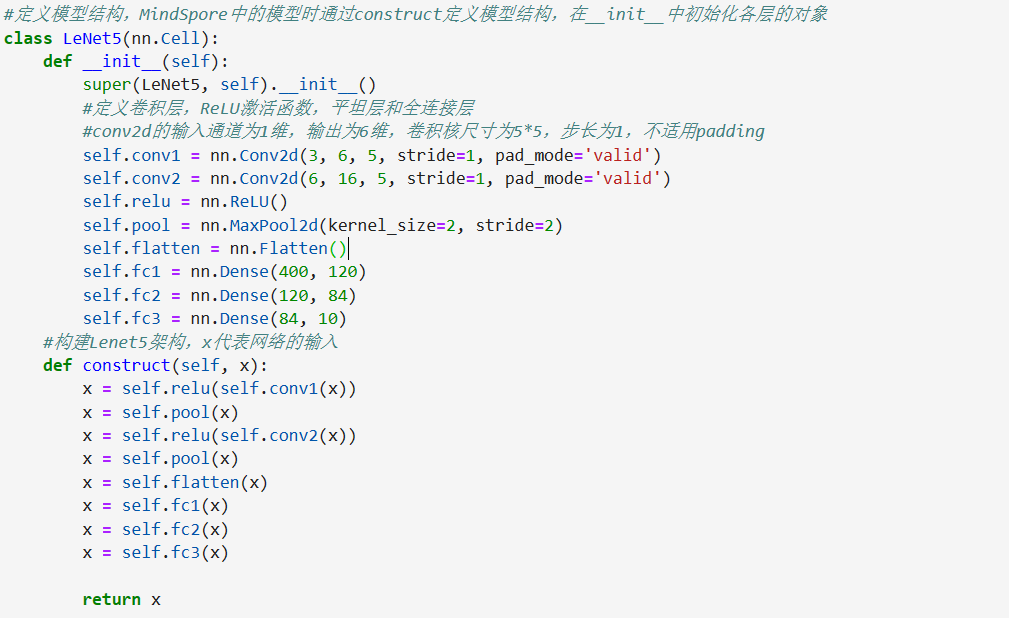 #定义模型结构，MindSpore中的模型时通过construct定义模型结构，在__init__中初始化各层的对象
class LeNet5(nn.Cell):
    def __init__(self):
        super(LeNet5, self).__init__()
        #定义卷积层，ReLU激活函数，平坦层和全连接层
        #conv2d的输入通道为1维，输出为6维，卷积核尺寸为5*5，步长为1，不适用padding
        self.conv1 = nn.Conv2d(3, 6, 5, stride=1, pad_mode='valid')
        self.conv2 = nn.Conv2d(6, 16, 5, stride=1, pad_mode='valid')
        self.relu = nn.ReLU()
        self.pool = nn.MaxPool2d(kernel_size=2, stride=2)
        self.flatten = nn.Flatten()
        self.fc1 = nn.Dense(400, 120)
        self.fc2 = nn.Dense(120, 84)
        self.fc3 = nn.Dense(84, 10)
    #构建Lenet5架构，x代表网络的输入
    def construct(self, x):
        x = self.relu(self.conv1(x))
        x = self.pool(x)
        x = self.relu(self.conv2(x))
        x = self.pool(x)
        x = self.flatten(x)
        x = self.fc1(x)
        x = self.fc2(x)
        x = self.fc3(x)

        return x